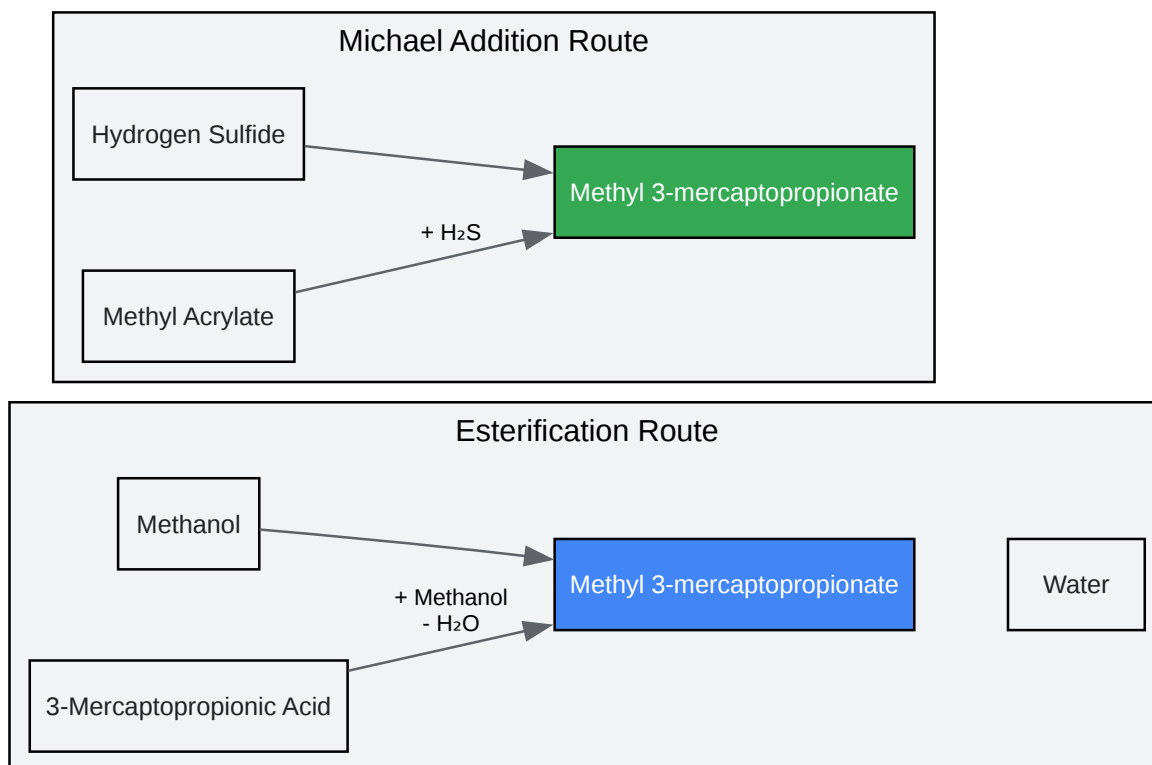 Michael Addition Route
Hydrogen Sulfide
Methyl 3-mercaptopropionate
+ H₂S
Methyl Acrylate
Esterification Route
Methanol
Methyl 3-mercaptopropionate
Water
+ Methanol
- H₂O
3-Mercaptopropionic Acid